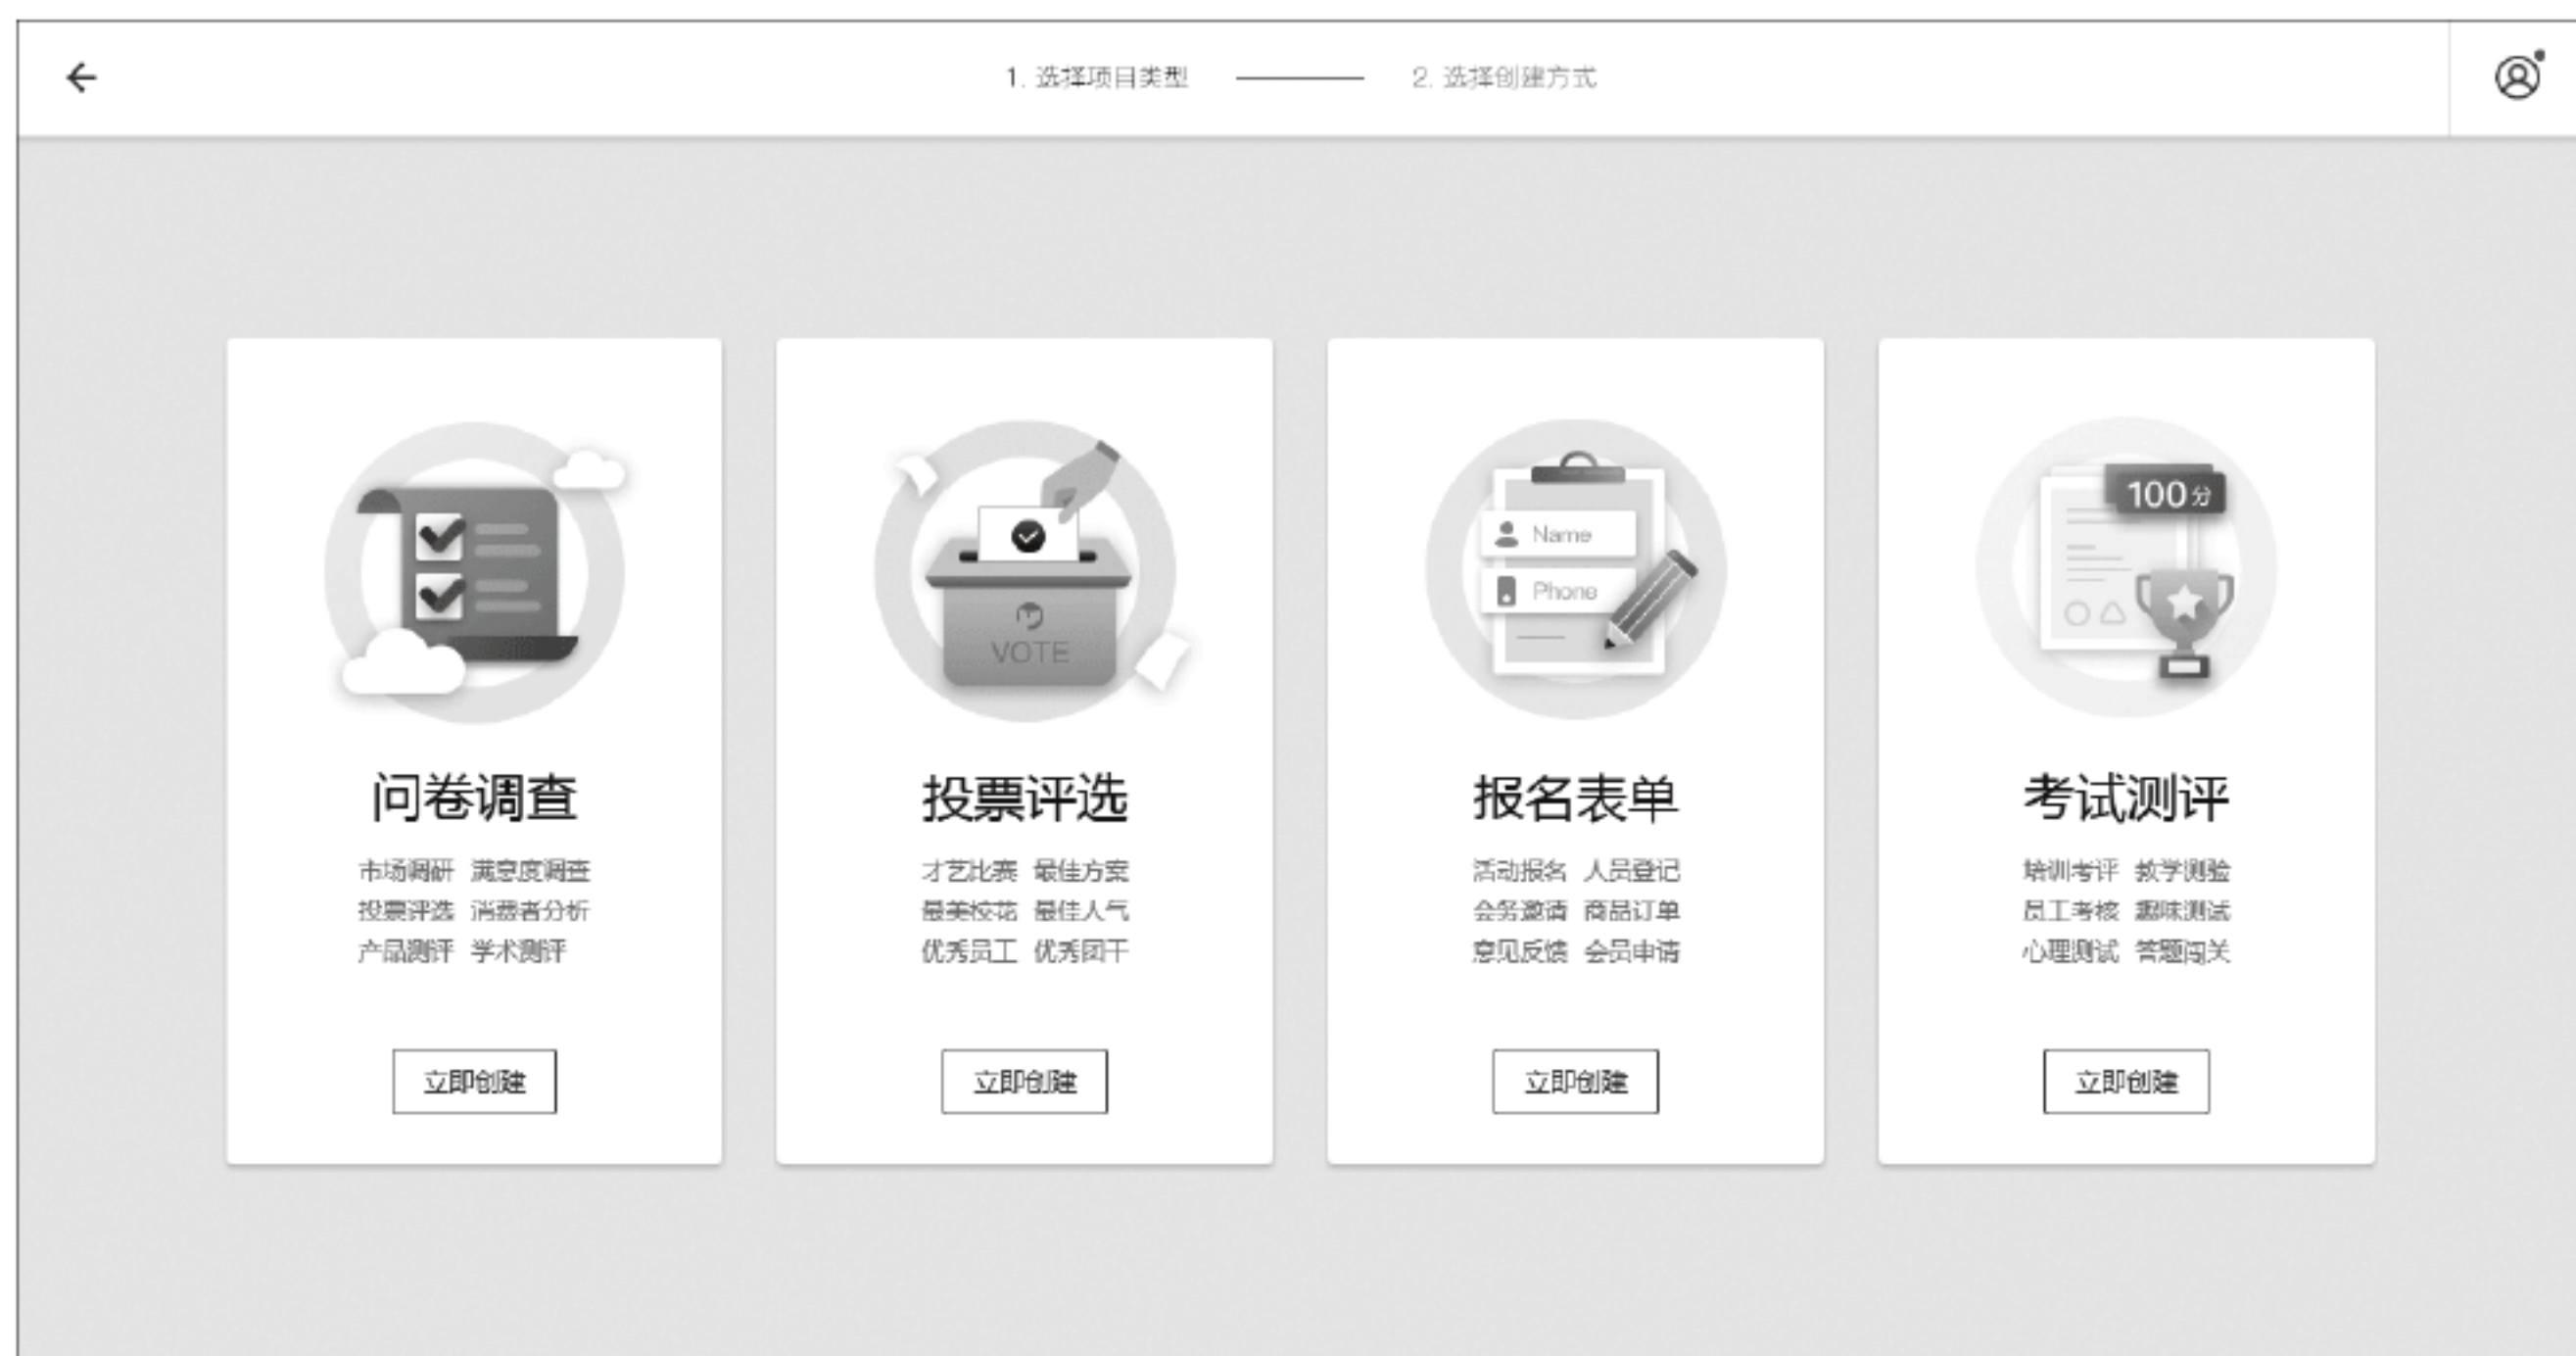 1. 选择项目类型
2. 选择创建方式
VOTE
Name
Phone
100分
问卷调查
市场调研 满意度调查
投票评选 消费者分析
产品测评 学术测评
立即创建
投票评选
才艺比赛 最佳方案
最美校花 最佳人气
优秀员工 优秀团干
立即创建
报名表单
活动报名 人员登记
会务邀请 商品订单
意见反馈 会员申请
立即创建
考试测评
培训考评 教学测验
员工考核 趣味测试
心理测试 答题闯关
立即创建